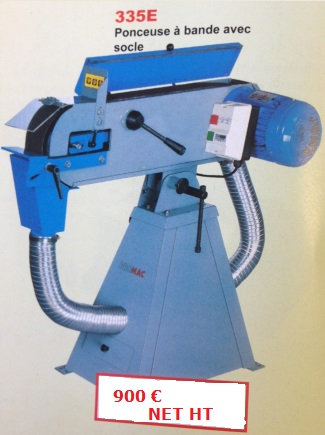 335E
Ponceuse à bande avec
socle
900 €
NET HT